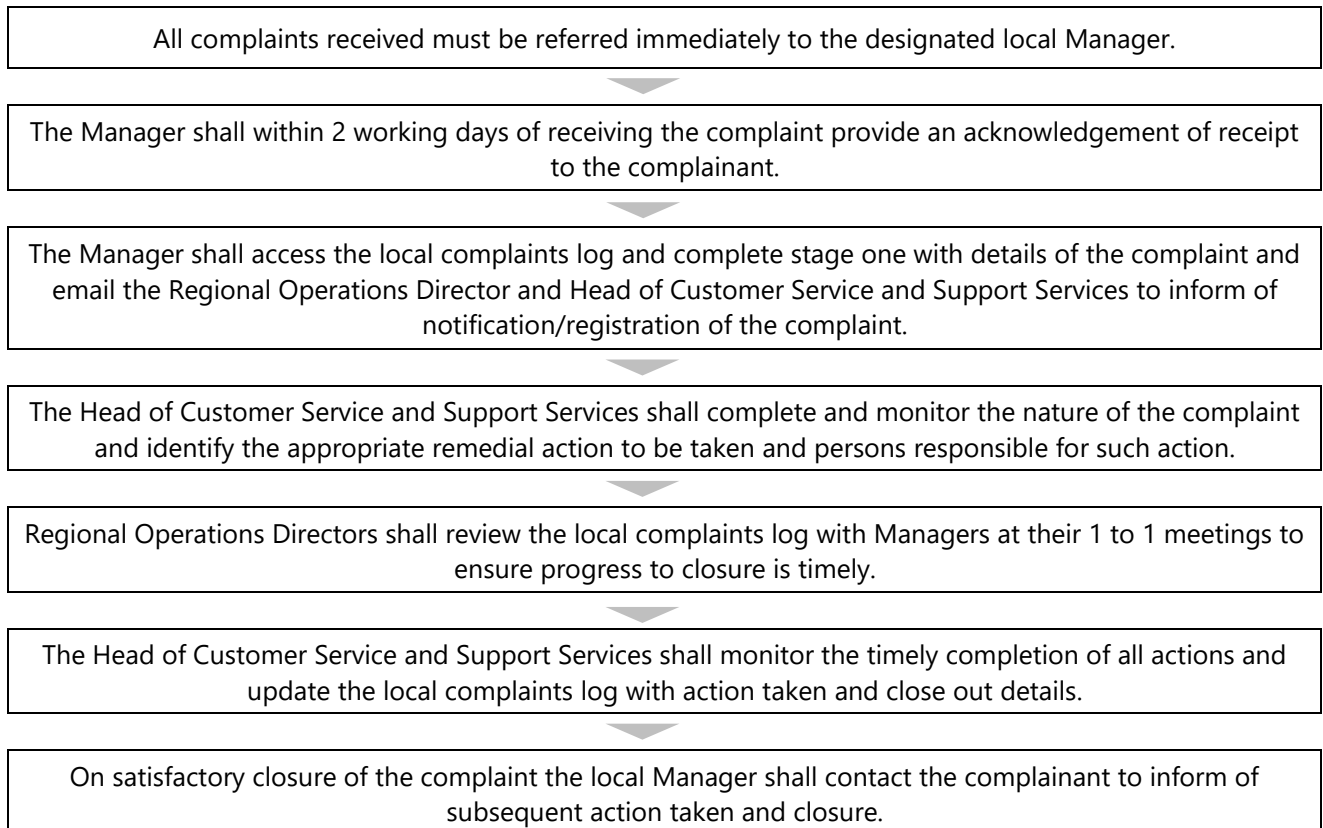 All complaints received must be referred immediately to the designated local Manager.
The Manager shall within 2 working days of receiving the complaint provide an acknowledgement of receipt
to the complainant.
The Manager shall access the local complaints log and complete stage one with details of the complaint and
email the Regional Operations Director and Head of Customer Service and Support Services to inform of
notification/registration of the complaint.
The Head of Customer Service and Support Services shall complete and monitor the nature of the complaint
and identify the appropriate remedial action to be taken and persons responsible for such action.
Regional Operations Directors shall review the local complaints log with Managers at their 1 to 1 meetings to
ensure progress to closure is timely.
The Head of Customer Service and Support Services shall monitor the timely completion of all actions and
update the local complaints log with action taken and close out details.
On satisfactory closure of the complaint the local Manager shall contact the complainant to inform of
subsequent action taken and closure.